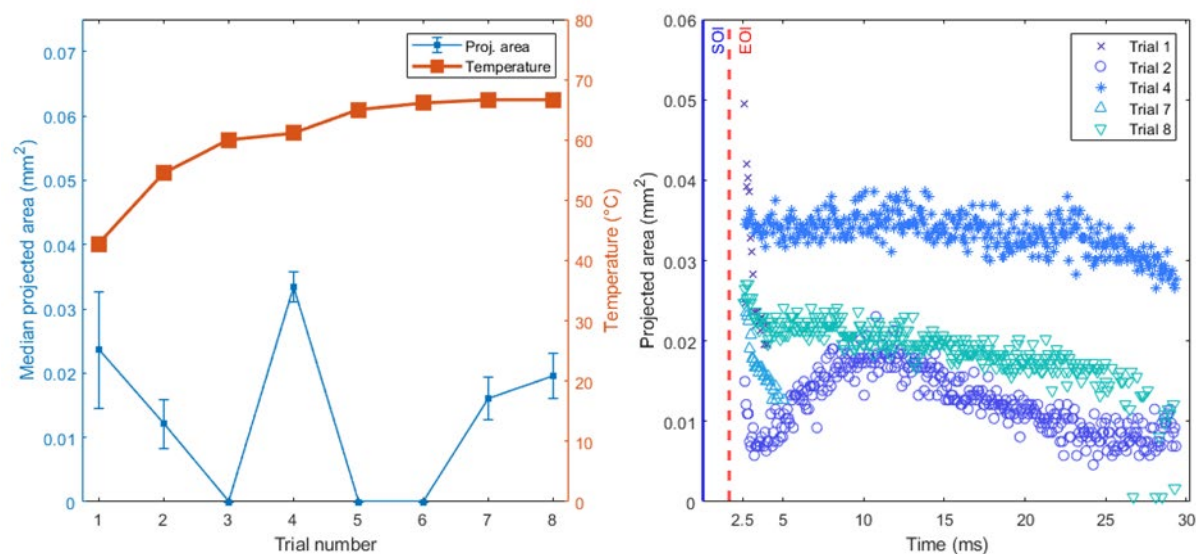 0.07
0.06
0.05
0.04
0.03
0.02
0.01
0
Median projected area (mm²)
Proj. area
Temperature
80
70
60
50
40
30
20
10
0
Temperature (°C)
1 2 3 4 5 6 7 8
Trial number
0.06
0.05
0.04
0.03
0.02
0.01
0
Projected area (mm²)
SOI
EOI
Trial 1
Trial 2
Trial 4
Trial 7
Trial 8
2.5 5 10 15 20 25 30
Time (ms)